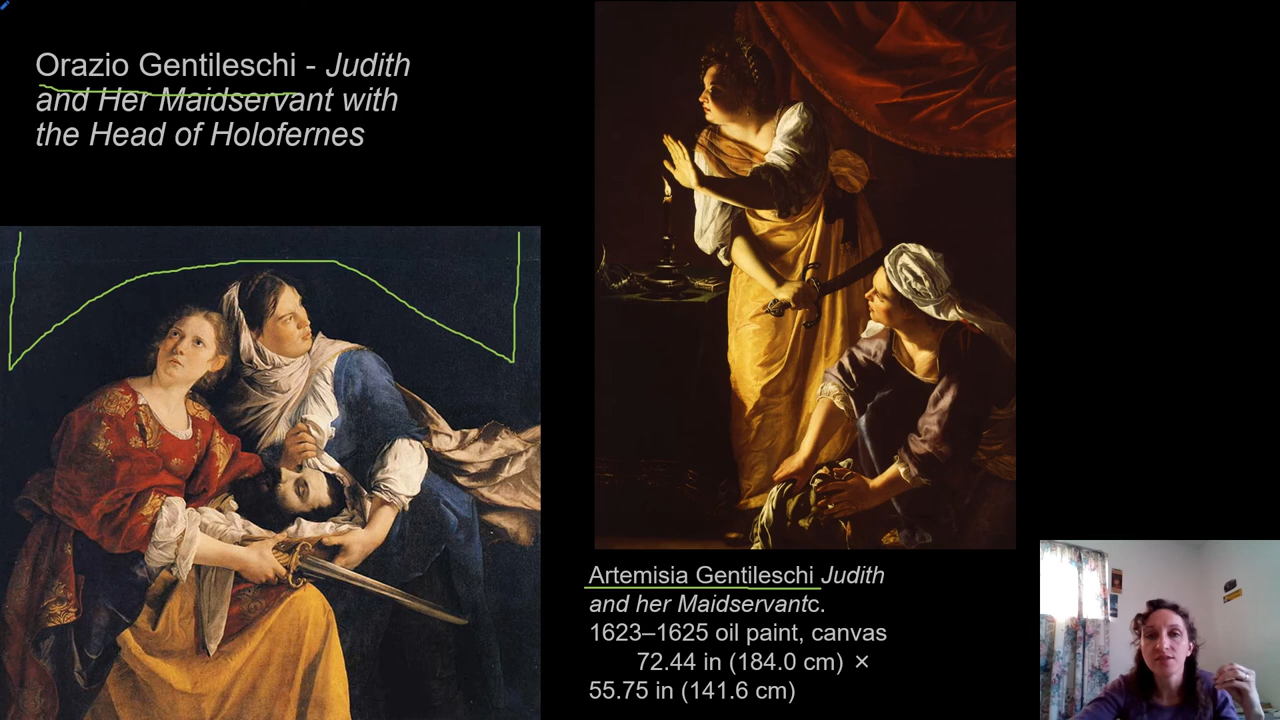 Orazio Gentileschi - Judith
and Her Maidservant with
the Head of Holofernes
Artemisia Gentileschi Judith
and her Maidservantc.
1623–1625 oil paint, canvas
72.44 in (184.0 cm) ×
55.75 in (141.6 cm)